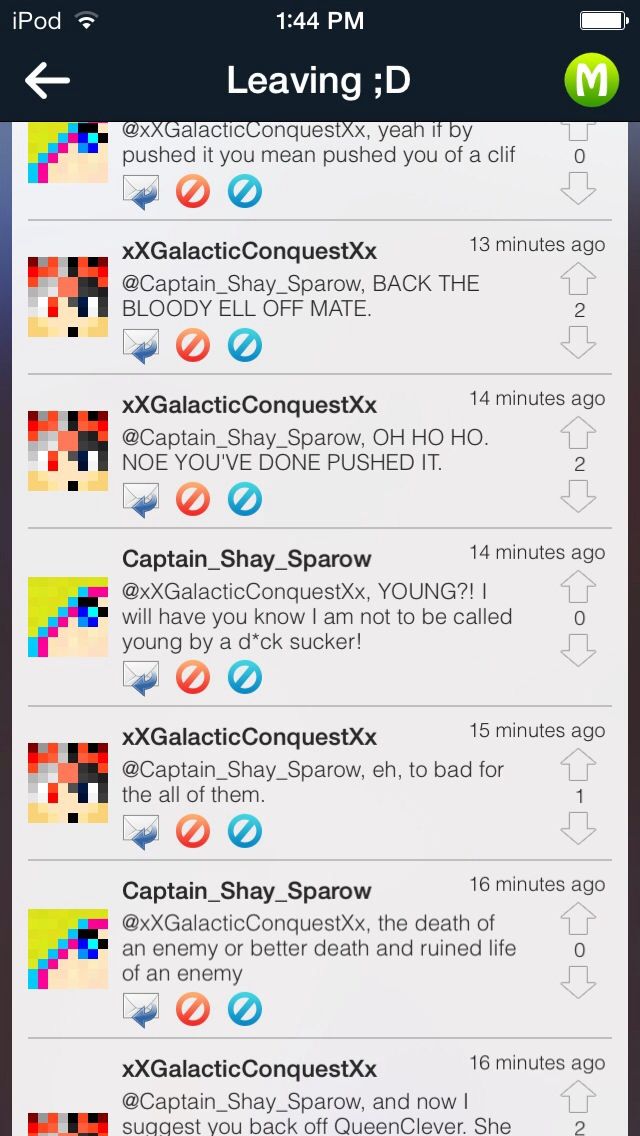 iPod
1:44 PM
Leaving ;D
M
@xXGalacticConquestXx, yeah if by
pushed it you mean pushed you of a clif
0
xXGalacticConquestXx
13 minutes ago
@Captain_Shay_Sparow, BACK THE
BLOODY ELL OFF MATE.
2
xXGalacticConquestXx
14 minutes ago
@Captain_Shay_Sparow, OH HO HO.
NOE YOU'VE DONE PUSHED IT.
2
Captain_Shay_Sparow
14 minutes ago
@xXGalacticConquestXx, YOUNG?! I
will have you know I am not to be called
young by a d*ck sucker!
0
xXGalacticConquestXx
15 minutes ago
@Captain_Shay_Sparow, eh, to bad for
the all of them.
1
Captain_Shay_Sparow
16 minutes ago
@xXGalacticConquestXx, the death of
an enemy or better death and ruined life
of an enemy
0
xXGalacticConquestXx
16 minutes ago
@Captain_Shay_Sparow, and now I
suggest you back off QueenClever. She
2